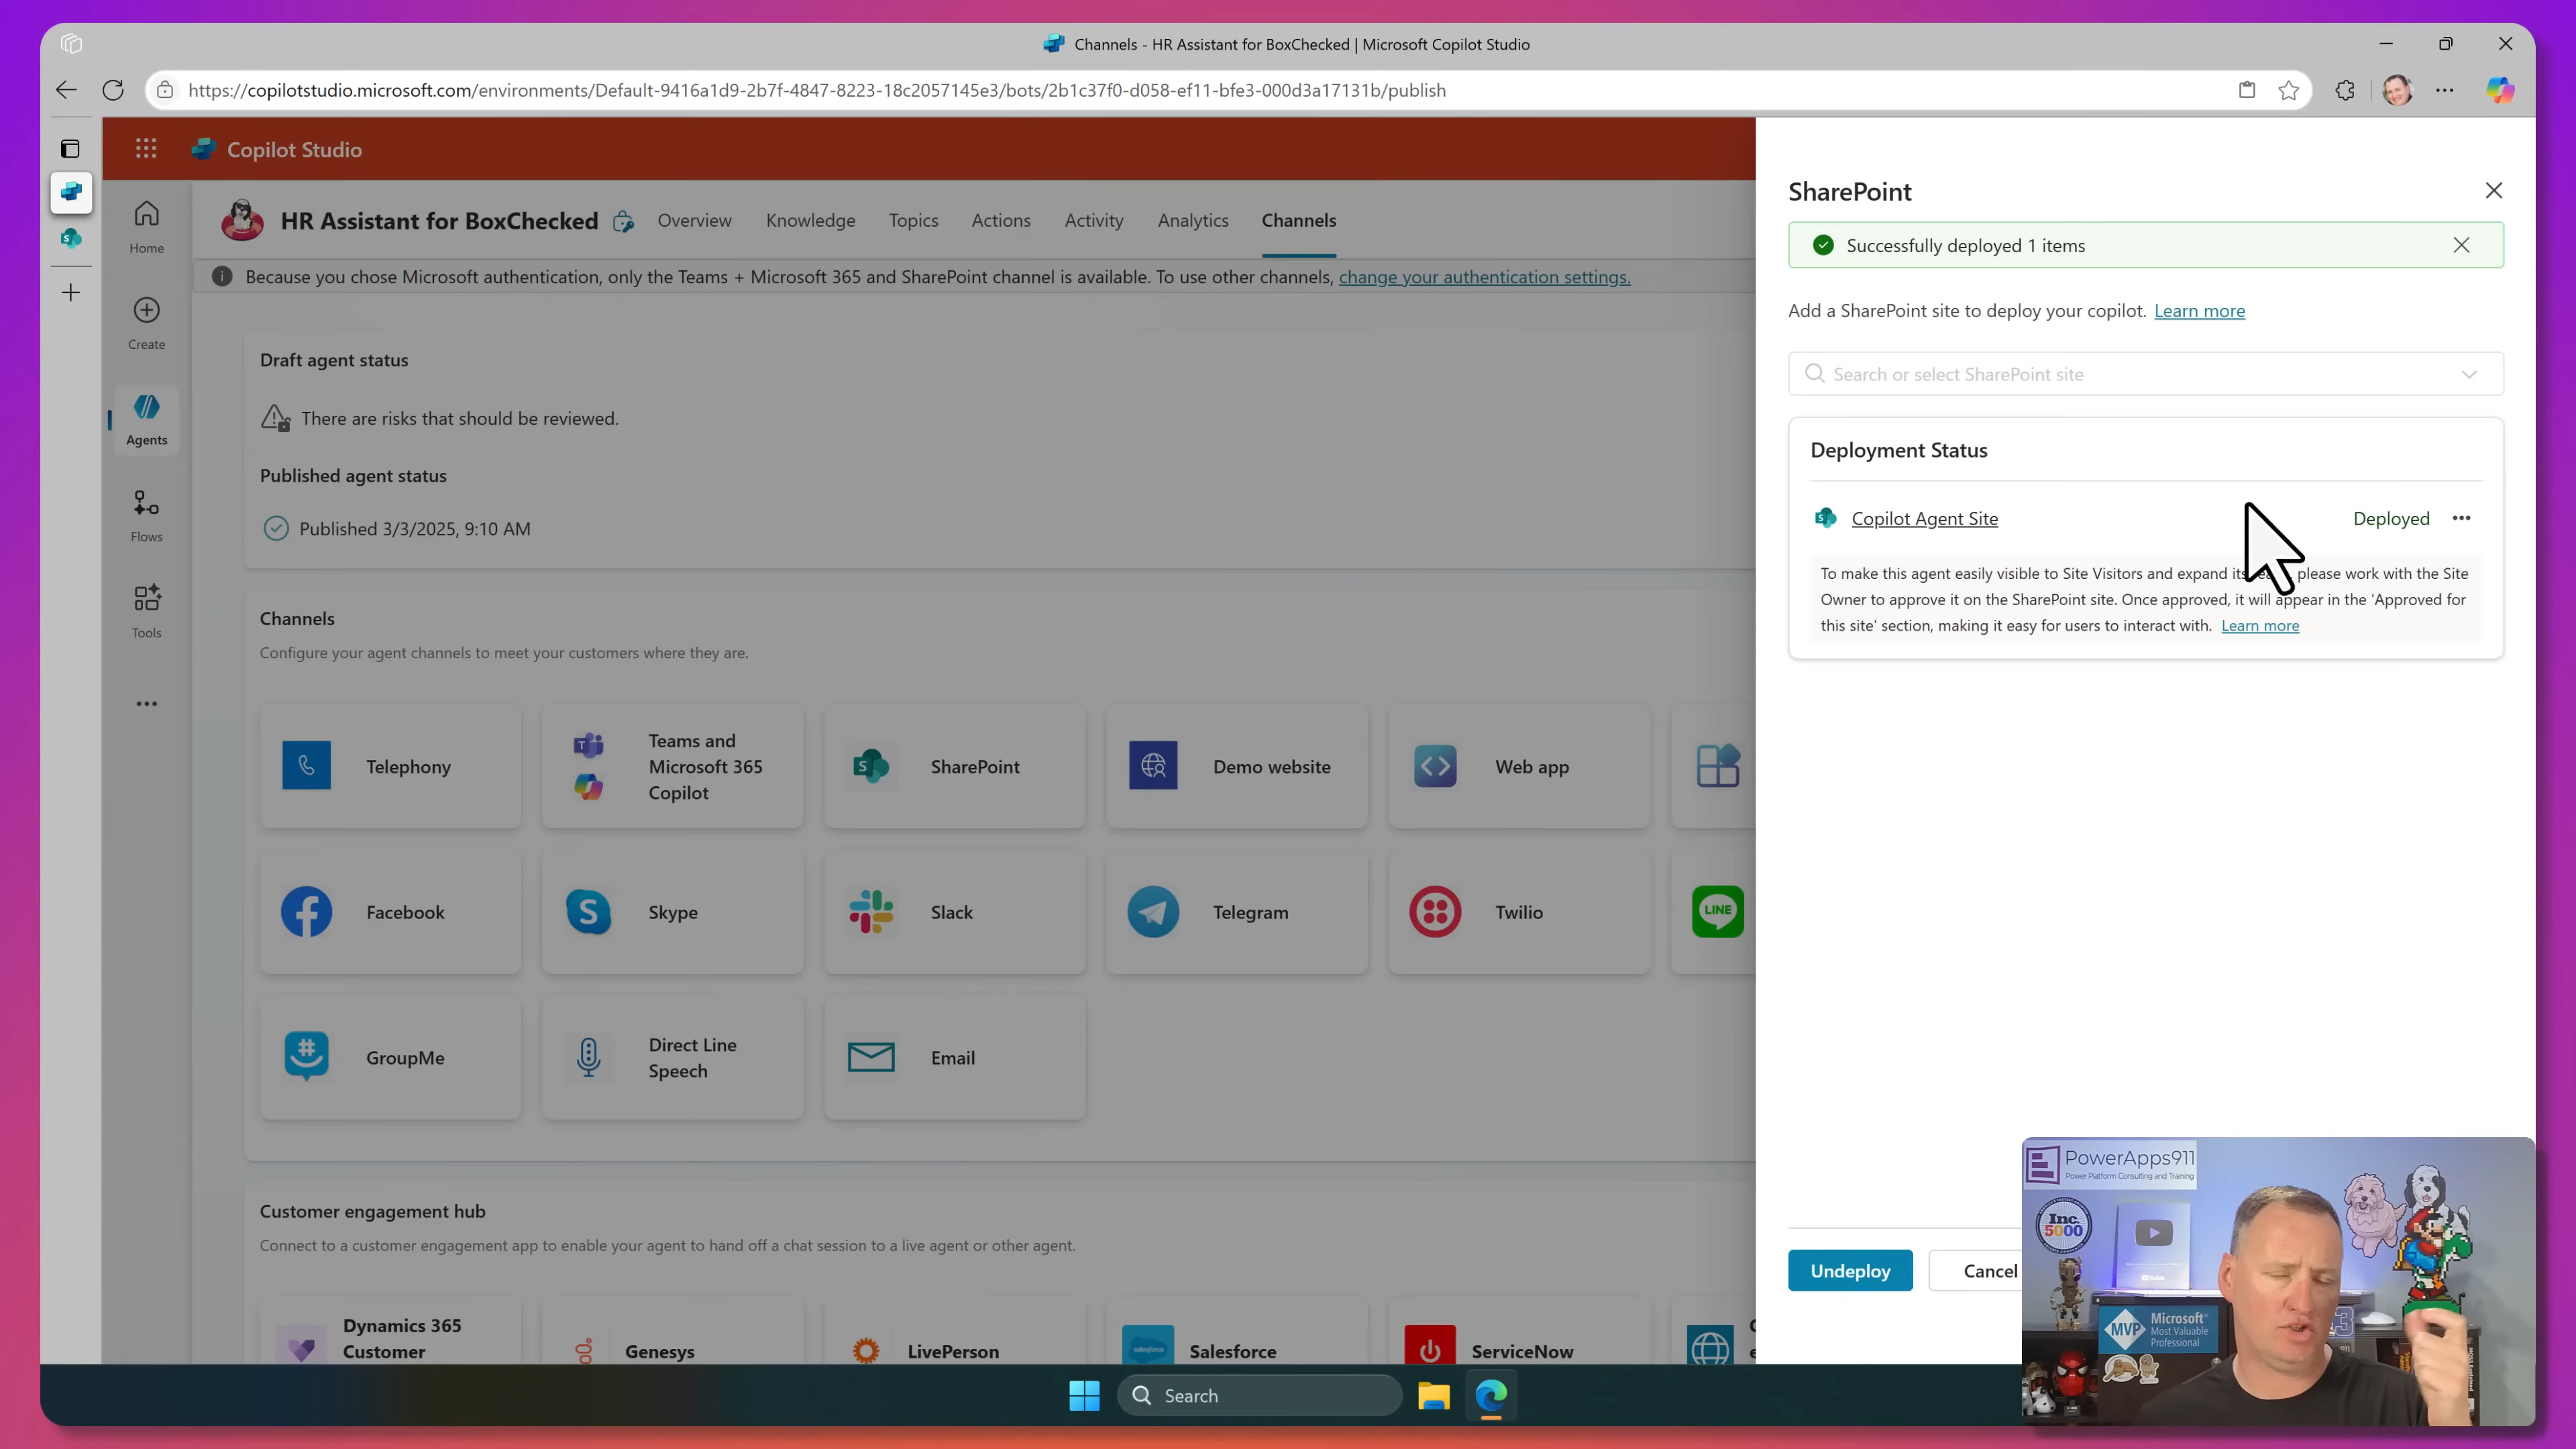 Channels - HR Assistant for BoxChecked | Microsoft Copilot Studio
https://copilotstudio.microsoft.com/environments/Default-9416a1d9-2b7f-4847-8223-18c2057145e3/bots/2b1c37f0-d058-ef11-bfe3-000d3a17131b/publish
Copilot Studio
HR Assistant for BoxChecked
Overview
Knowledge
Topics
Actions
Activity
Analytics
Channels
Home
Create
Agents
Flows
Tools
Because you chose Microsoft authentication, only the Teams + Microsoft 365 and SharePoint channel is available. To use other channels, change your authentication settings.
Draft agent status
There are risks that should be reviewed.
Published agent status
Published 3/3/2025, 9:10 AM
Channels
Configure your agent channels to meet your customers where they are.
Telephony
Teams and
Microsoft 365
Copilot
SharePoint
Demo website
Web app
Facebook
Skype
Slack
Telegram
Twilio
LINE
GroupMe
Direct Line
Speech
Email
Customer engagement hub
Connect to a customer engagement app to enable your agent to hand off a chat session to a live agent or other agent.
Dynamics 365
Customer
Genesys
LivePerson
salesforce
Salesforce
ServiceNow
SharePoint
Successfully deployed 1 items
Add a SharePoint site to deploy your copilot. Learn more
Search or select SharePoint site
Deployment Status
Copilot Agent Site
Deployed
To make this agent easily visible to Site Visitors and expand its please work with the Site
Owner to approve it on the SharePoint site. Once approved, it will appear in the 'Approved for
this site' section, making it easy for users to interact with. Learn more
Undeploy
Cancel
PowerApps911
Power Platform Consulting and Training
Inc.
5000
MVP
Microsoft
Most Valuable
Professional
Search